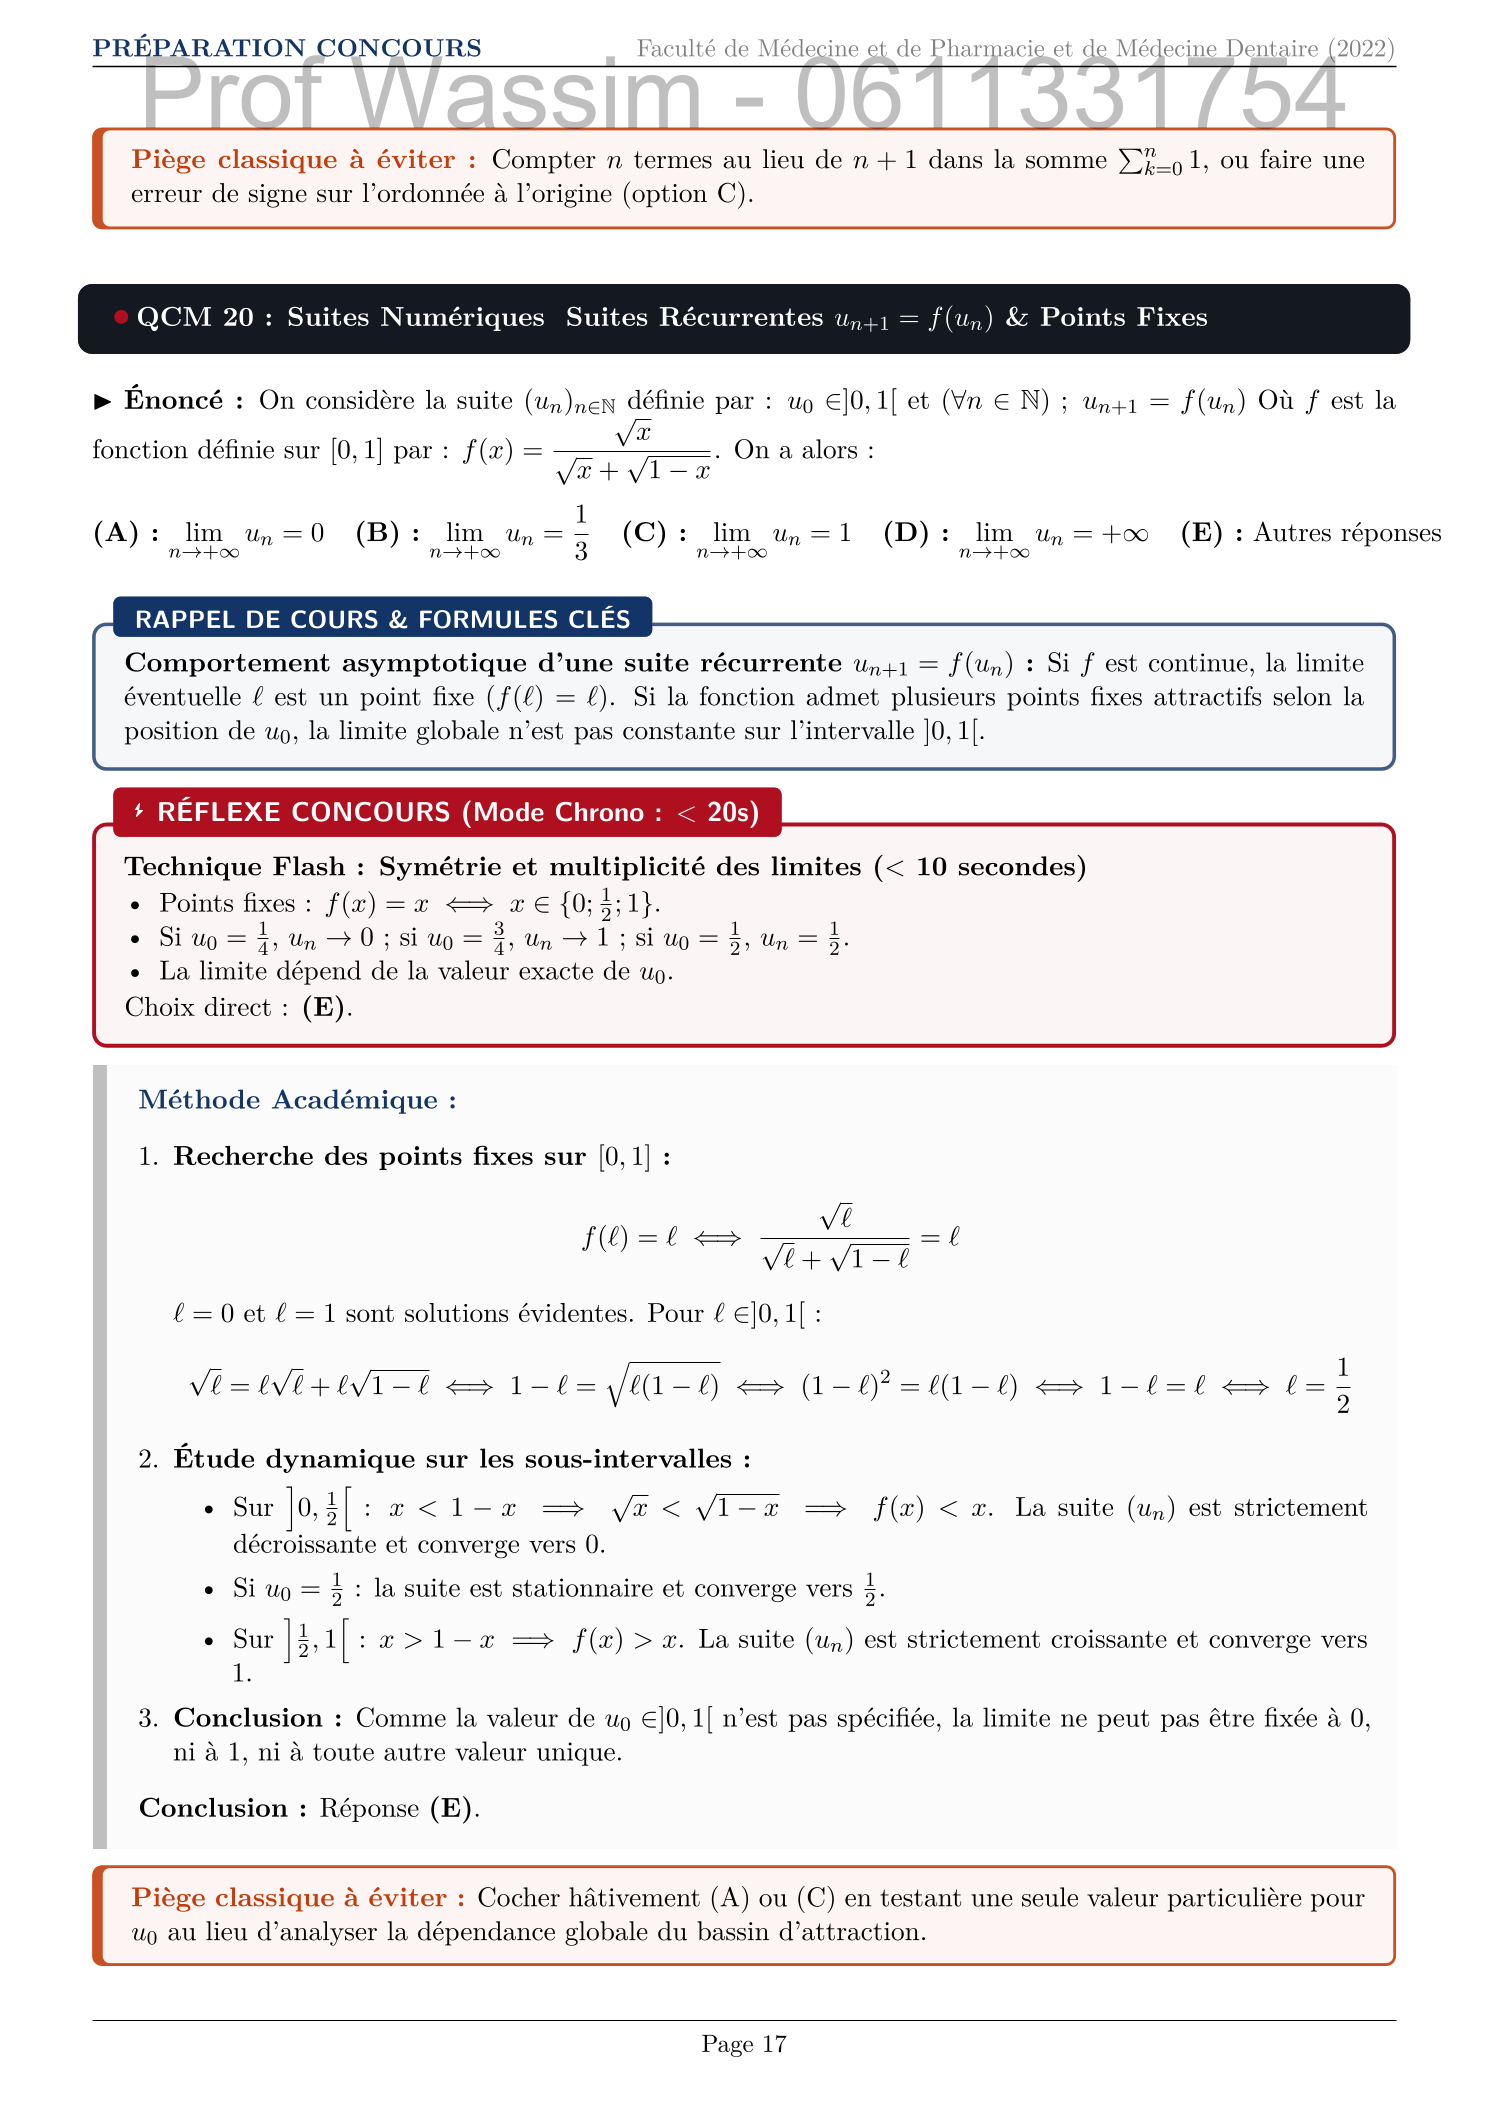 PRÉPARATION CONCOURS Faculté de Médecine et de Pharmacie et de Médecine Dentaire (2022)
Prof Wassim - 0611331754
Piège classique à éviter : Compter n termes au lieu de n + 1 dans la somme ∑_{k=0}^{n} 1, ou faire une
erreur de signe sur l'ordonnée à l'origine (option C).
● QCM 20 : Suites Numériques Suites Récurrentes u_{n+1} = f(u_n) & Points Fixes
▶ Énoncé : On considère la suite (u_n)_{n∈ℕ} définie par : u_0 ∈]0, 1[ et (∀n ∈ ℕ) ; u_{n+1} = f(u_n) Où f est la
fonction définie sur [0, 1] par : f(x) = √x / (√x + √(1 − x)). On a alors :
(A) : lim_{n→+∞} u_n = 0 (B) : lim_{n→+∞} u_n = 1/3 (C) : lim_{n→+∞} u_n = 1 (D) : lim_{n→+∞} u_n = +∞ (E) : Autres réponses
RAPPEL DE COURS & FORMULES CLÉS
Comportement asymptotique d'une suite récurrente u_{n+1} = f(u_n) : Si f est continue, la limite
éventuelle ℓ est un point fixe (f(ℓ) = ℓ). Si la fonction admet plusieurs points fixes attractifs selon la
position de u_0, la limite globale n'est pas constante sur l'intervalle ]0, 1[.
⚡ RÉFLEXE CONCOURS (Mode Chrono : < 20s)
Technique Flash : Symétrie et multiplicité des limites (< 10 secondes)
• Points fixes : f(x) = x ⟺ x ∈ {0; 1/2; 1}.
• Si u_0 = 1/4, u_n → 0 ; si u_0 = 3/4, u_n → 1 ; si u_0 = 1/2, u_n = 1/2.
• La limite dépend de la valeur exacte de u_0.
Choix direct : (E).
Méthode Académique :
1. Recherche des points fixes sur [0, 1] :
f(ℓ) = ℓ ⟺ √ℓ / (√ℓ + √(1 − ℓ)) = ℓ
ℓ = 0 et ℓ = 1 sont solutions évidentes. Pour ℓ ∈]0, 1[ :
√ℓ = ℓ√ℓ + ℓ√(1 − ℓ) ⟺ 1 − ℓ = √(ℓ(1 − ℓ)) ⟺ (1 − ℓ)² = ℓ(1 − ℓ) ⟺ 1 − ℓ = ℓ ⟺ ℓ = 1/2
2. Étude dynamique sur les sous-intervalles :
• Sur ]0, 1/2[ : x < 1 − x ⟹ √x < √(1 − x) ⟹ f(x) < x. La suite (u_n) est strictement
décroissante et converge vers 0.
• Si u_0 = 1/2 : la suite est stationnaire et converge vers 1/2.
• Sur ]1/2, 1[ : x > 1 − x ⟹ f(x) > x. La suite (u_n) est strictement croissante et converge vers
1.
3. Conclusion : Comme la valeur de u_0 ∈]0, 1[ n'est pas spécifiée, la limite ne peut pas être fixée à 0,
ni à 1, ni à toute autre valeur unique.
Conclusion : Réponse (E).
Piège classique à éviter : Cocher hâtivement (A) ou (C) en testant une seule valeur particulière pour
u_0 au lieu d'analyser la dépendance globale du bassin d'attraction.
Page 17